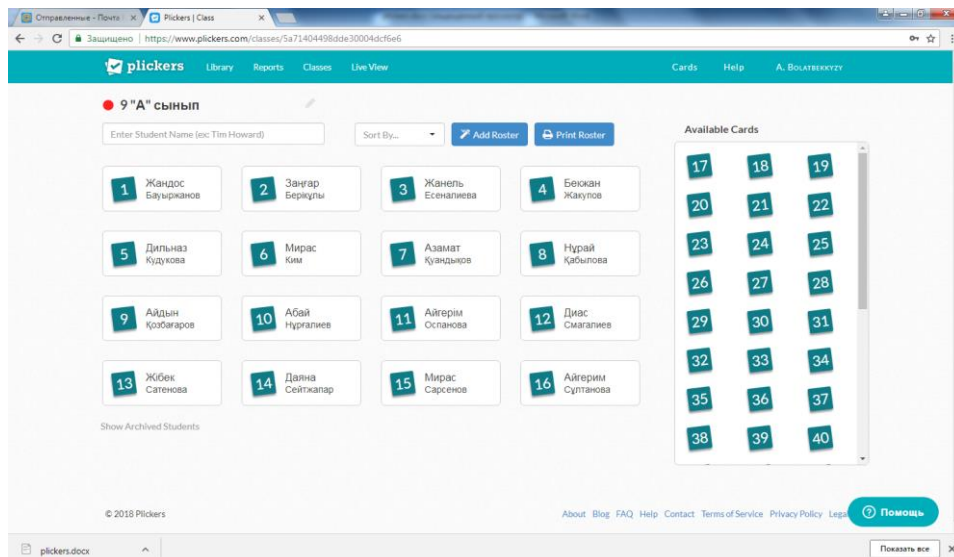 Отправленные - Почта
Plickers | Class
Защищено
https://www.plickers.com/classes/5a71404498dde30004dcf6e6
plickers
Library
Reports
Classes
Live View
Cards
Help
A. BOLATBEKKYZY
9 "А" сынып
Enter Student Name (ex: Tim Howard)
Sort By...
Add Roster
Print Roster
Available Cards
1 Жандос
Бауыржанов
2 Заңғар
Берікұлы
3 Жанель
Есеналиева
4 Бекжан
Жакупов
5 Дильназ
Кудукова
6 Мирас
Ким
7 Азамат
Қуандықов
8 Нұрай
Қабылова
9 Айдын
Қозбағаров
10 Абай
Нұрғалиев
11 Айгерім
Оспанова
12 Диас
Смагалиев
13 Жібек
Сатенова
14 Даяна
Сейтжапар
15 Мирас
Сарсенов
16 Айгерим
Сұлтанова
17 18 19
20 21 22
23 24 25
26 27 28
29 30 31
32 33 34
35 36 37
38 39 40
Show Archived Students
© 2018 Plickers
About Blog FAQ Help Contact Terms of Service Privacy Policy Lega
Помощь
plickers.docx
Показать все